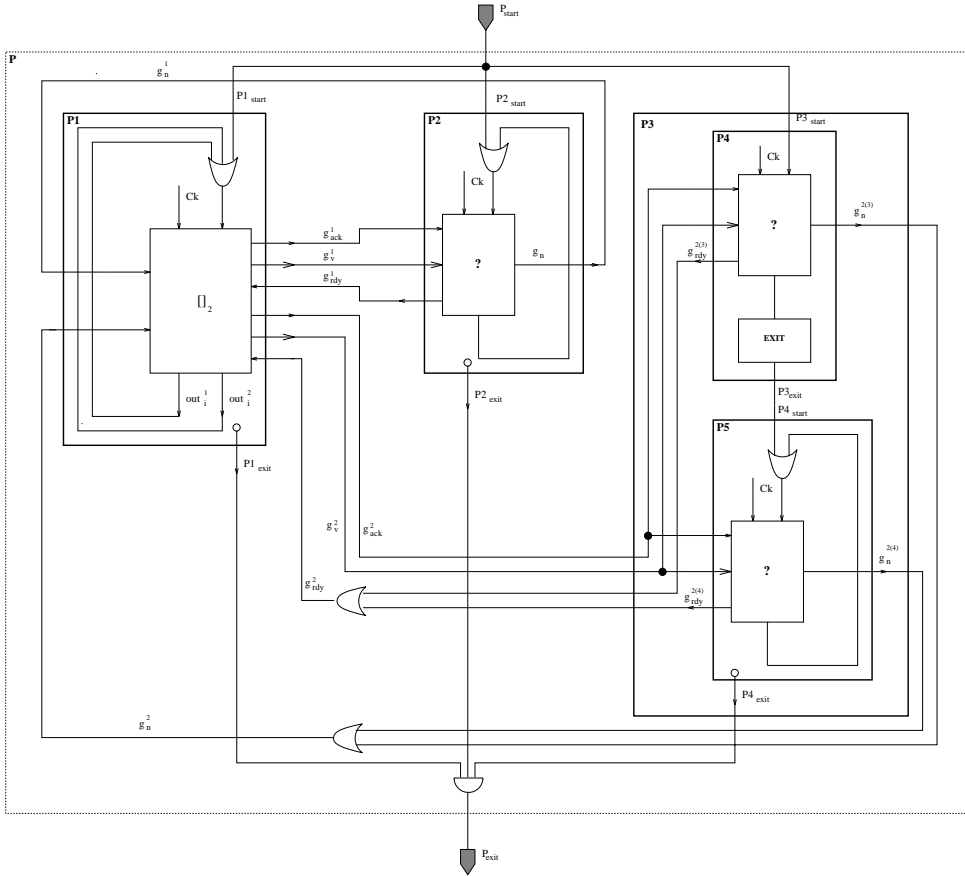 P start
P
g n 1
P1 start
P2 start
P3 start
P1
P2
P3
P4
Ck
Ck
Ck
g ack 1
g v 1
g rdy 1
g n
?
?
[] 2
g rdy 2(3)
g n 2(3)
EXIT
out i 1
out i 2
P2 exit
P3 exit
P4 start
P5
P1 exit
Ck
g v 2
g ack 2
g n 2(4)
?
g rdy 2
g rdy 2(4)
P4 exit
g n 2
P exit